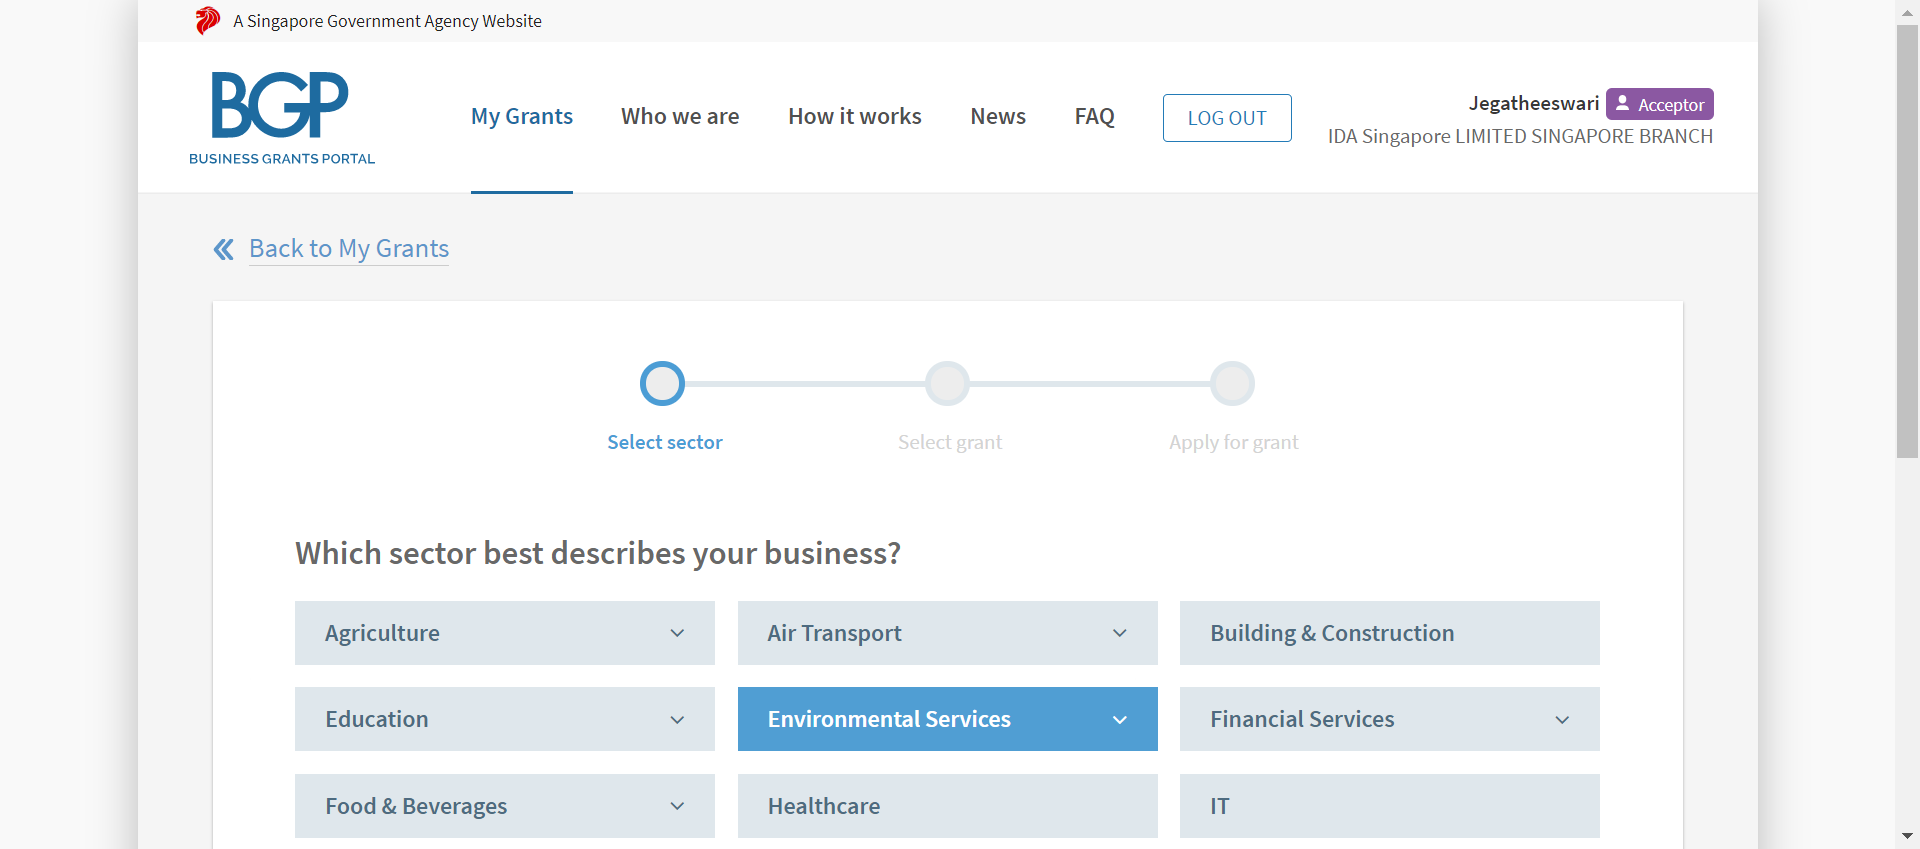 A Singapore Government Agency Website
BGP
BUSINESS GRANTS PORTAL
My Grants
Who we are
How it works
News
FAQ
LOG OUT
Jegatheeswari Acceptor
IDA Singapore LIMITED SINGAPORE BRANCH
Back to My Grants
Select sector
Select grant
Apply for grant
Which sector best describes your business?
Agriculture
Air Transport
Building & Construction
Education
Environmental Services
Financial Services
Food & Beverages
Healthcare
IT